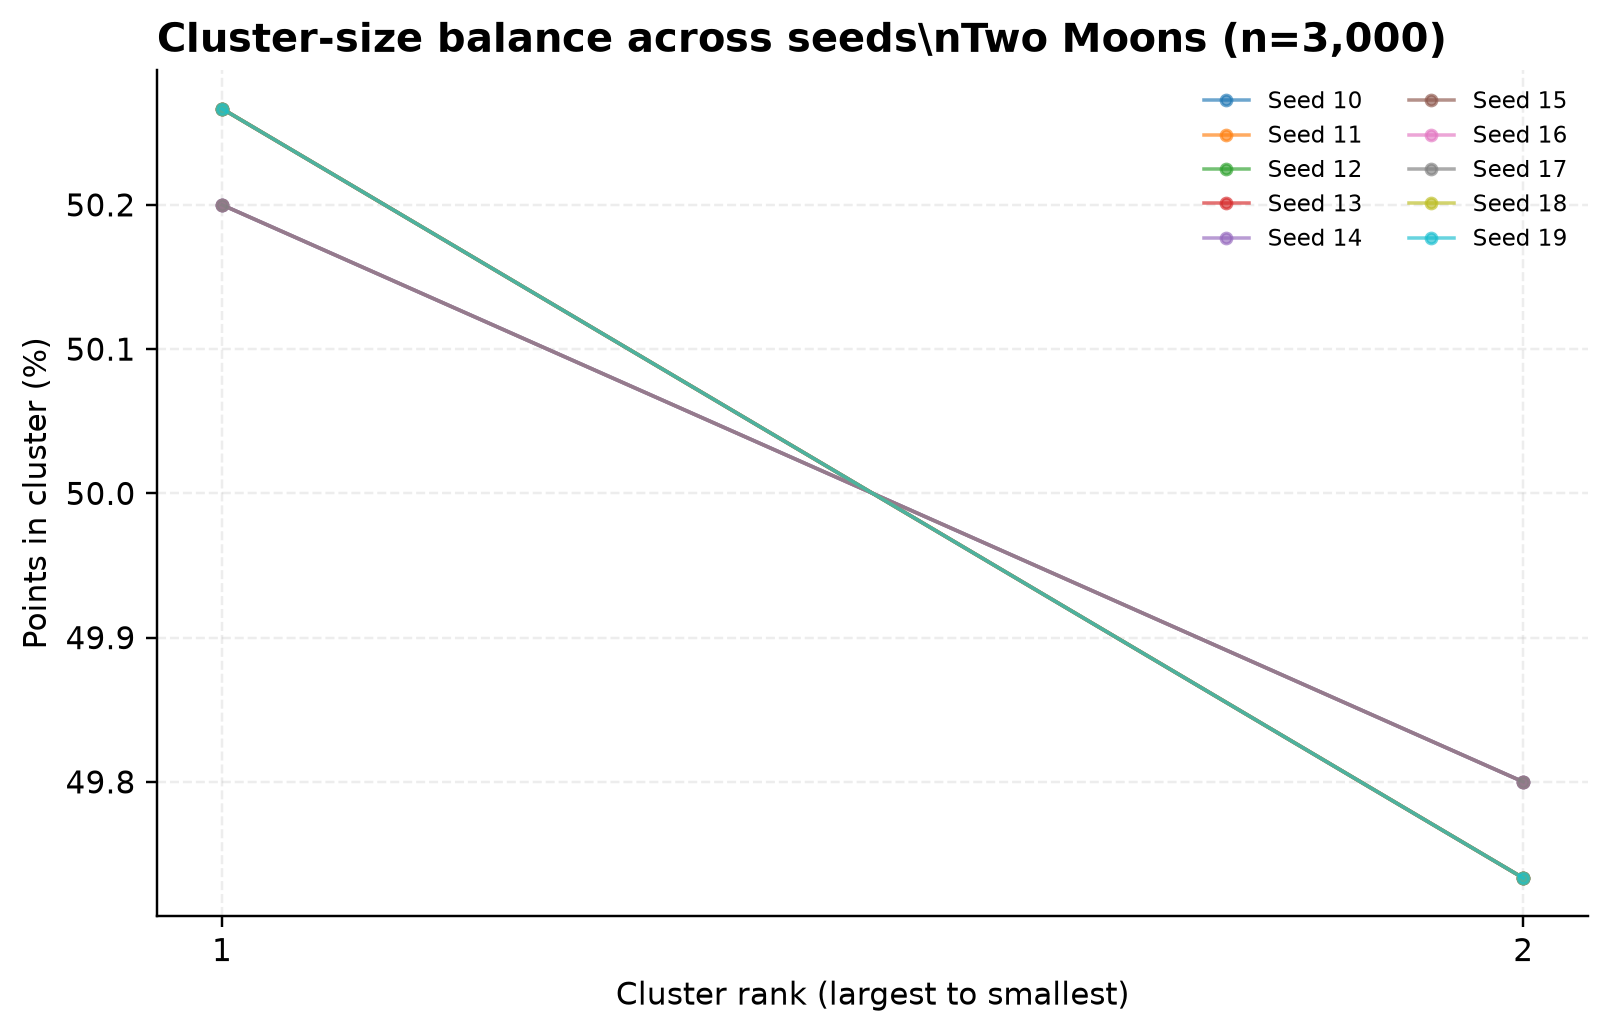 Cluster-size balance across seeds\nTwo Moons (n=3,000)
Seed 10
Seed 11
Seed 12
Seed 13
Seed 14
Seed 15
Seed 16
Seed 17
Seed 18
Seed 19
Points in cluster (%)
50.2
50.1
50.0
49.9
49.8
1
2
Cluster rank (largest to smallest)